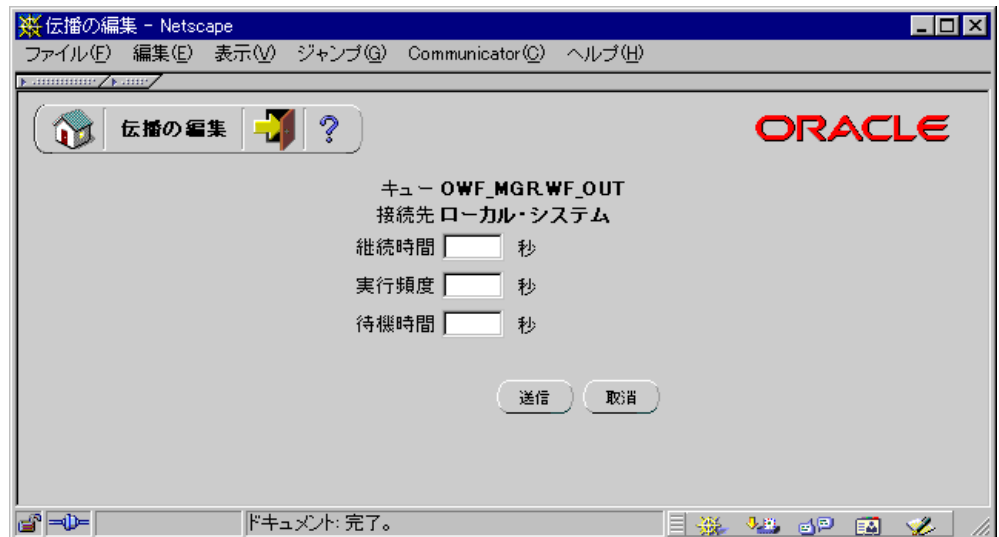 伝播の編集 - Netscape
ファイル(F) 編集(E) 表示(V) ジャンプ(G) Communicator(C) ヘルプ(H)
伝播の編集 ?
ORACLE
キュー OWF_MGR.WF_OUT
接続先 ローカル・システム
継続時間 秒
実行頻度 秒
待機時間 秒
送信 取消
ドキュメント: 完了。